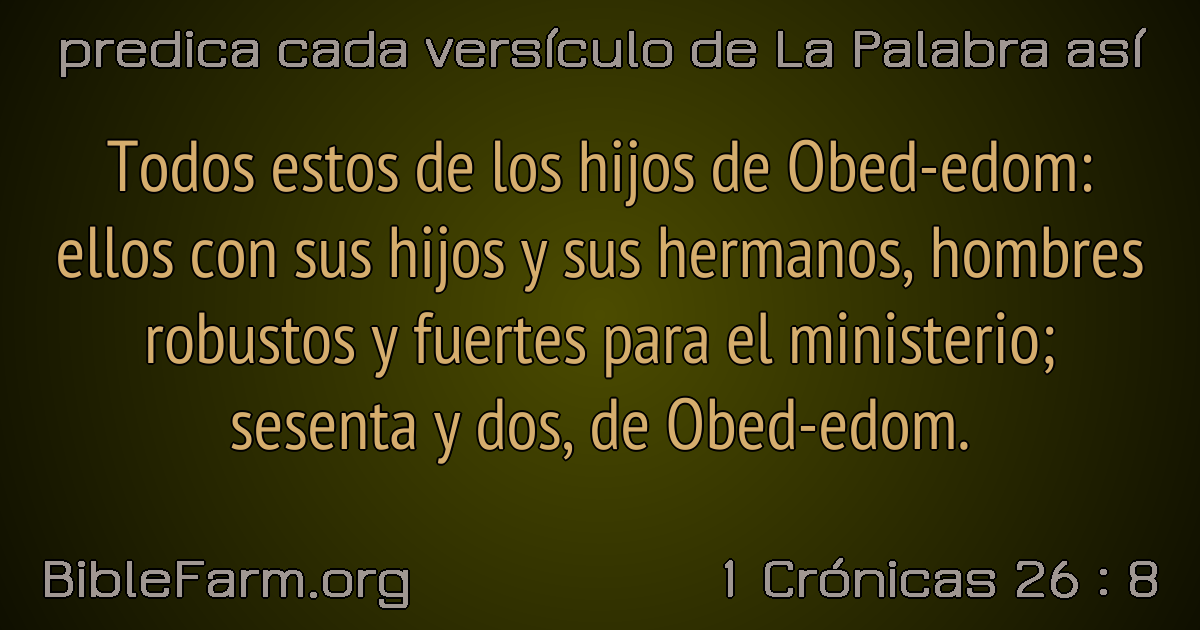 predica cada versículo de La Palabra así
Todos estos de los hijos de Obed-edom:
ellos con sus hijos y sus hermanos, hombres
robustos y fuertes para el ministerio;
sesenta y dos, de Obed-edom.
BibleFarm.org
1 Crónicas 26 : 8